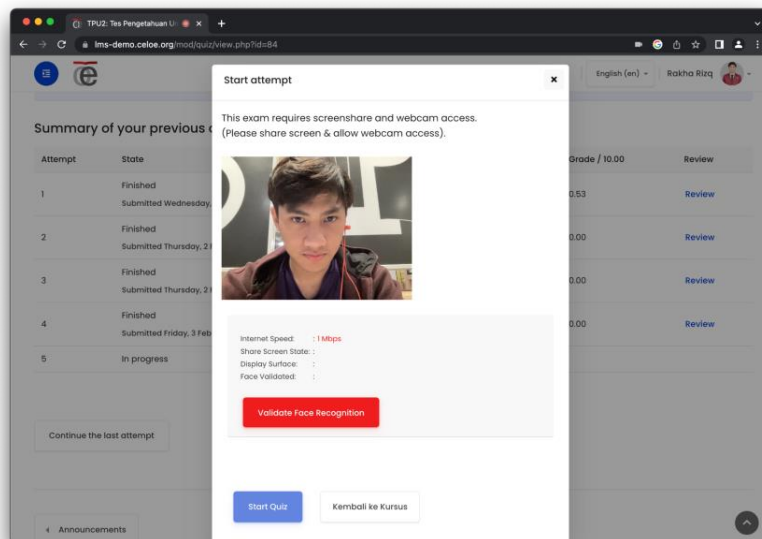 TPU2: Tes Pengetahuan U
lms-demo.celoe.org/mod/quiz/view.php?id=84
English (en)
Rakha Rizq
Start attempt
This exam requires screenshare and webcam access.
(Please share screen & allow webcam access).
Summary of your previous
Attempt State Grade / 10.00 Review
Finished
1 0.53 Review
Submitted Wednesday,
Finished
2 0.00 Review
Submitted Thursday, 2
Finished
3 0.00 Review
Submitted Thursday, 2
Finished
4 0.00 Review
Submitted Friday, 3 Feb
5 In progress
Internet Speed: : 1 Mbps
Share Screen State: :
Display Surface: :
Face Validated: :
Validate Face Recognition
Continue the last attempt
Start Quiz
Kembali ke Kursus
Announcements